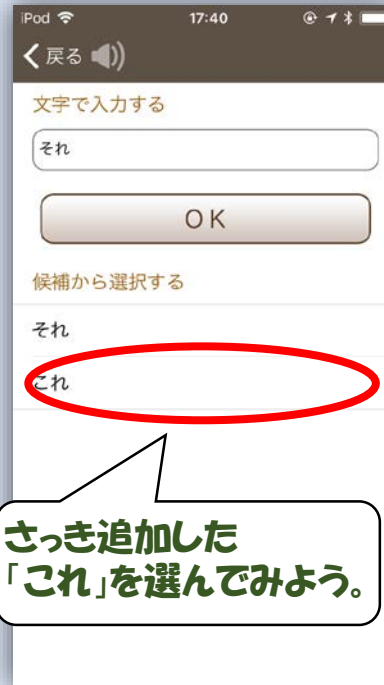 iPod 17:40
戻る
文字で入力する
それ
OK
候補から選択する
それ
これ
さっき追加した
「これ」を選んでみよう。